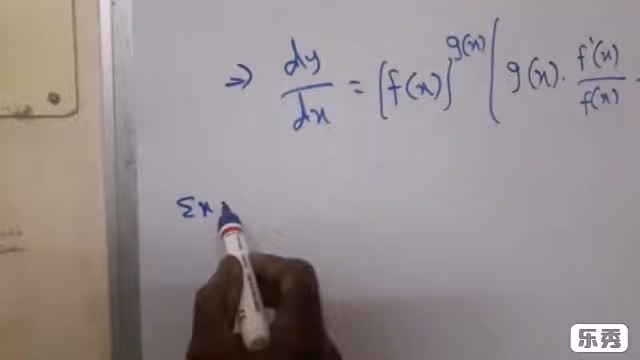 ⇒ dy/dx = [f(x)]^g(x) ( g(x) · f'(x)/f(x)
Ex
乐秀